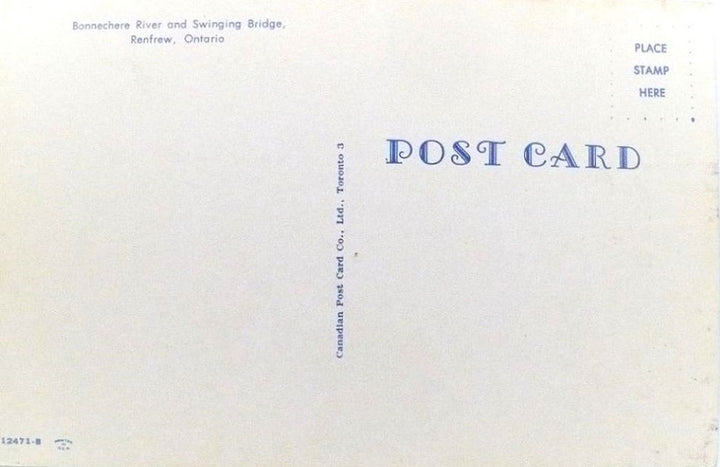 Bonnechere River and Swinging Bridge,
Renfrew, Ontario
PLACE
STAMP
HERE
POST CARD
Canadian Post Card Co., Ltd., Toronto 3
12471-B